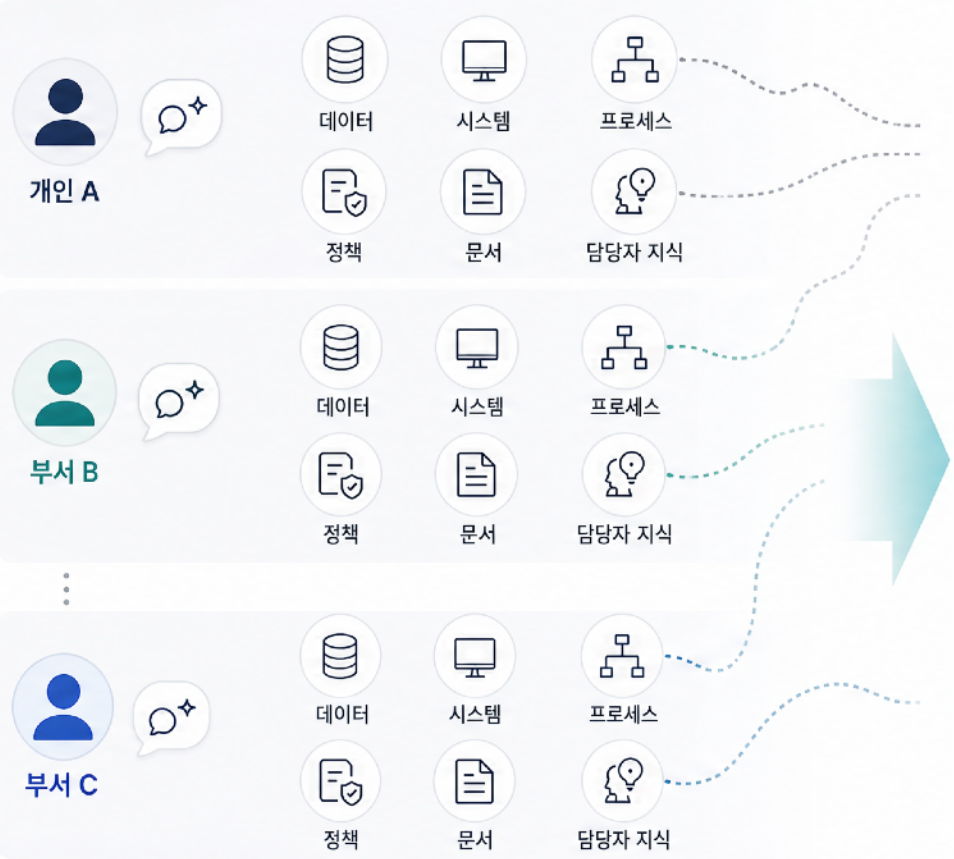 개인 A
데이터
시스템
프로세스
정책
문서
담당자 지식
부서 B
데이터
시스템
프로세스
정책
문서
담당자 지식
부서 C
데이터
시스템
프로세스
정책
문서
담당자 지식